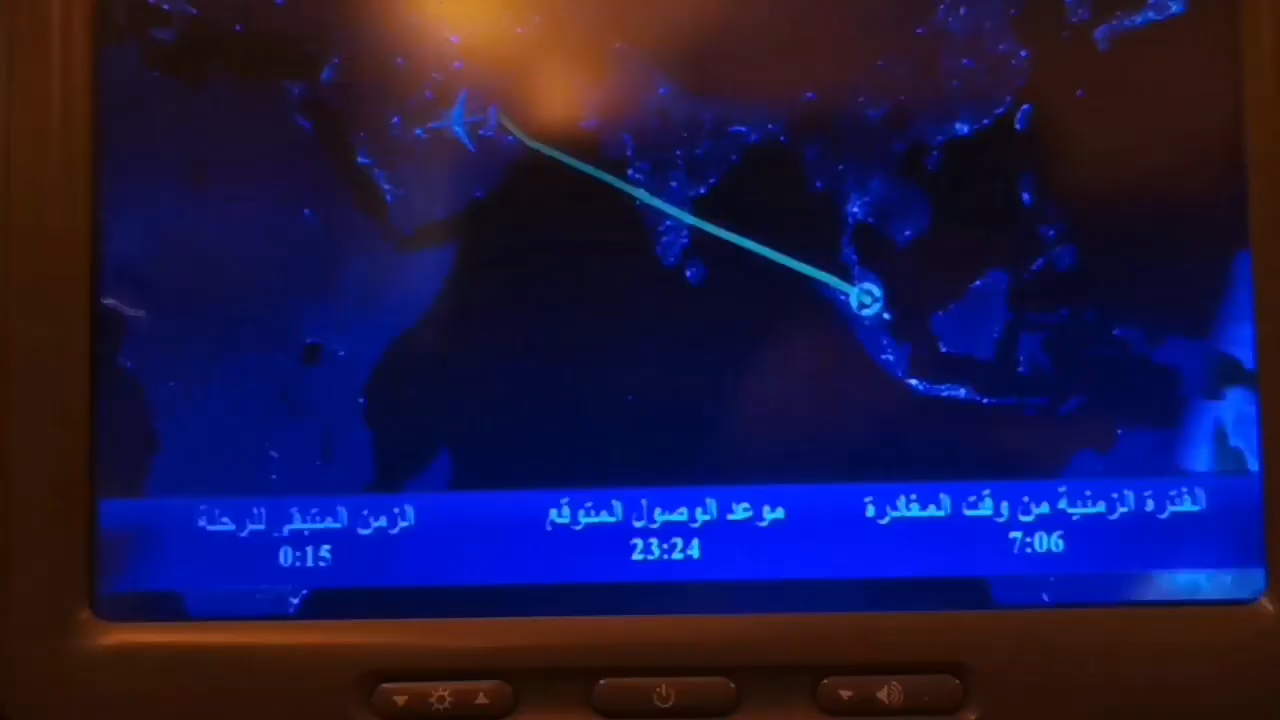 الفترة الزمنية من وقت المغادرة
7:06
موعد الوصول المتوقع
23:24
الزمن المتبقي للرحلة
0:15